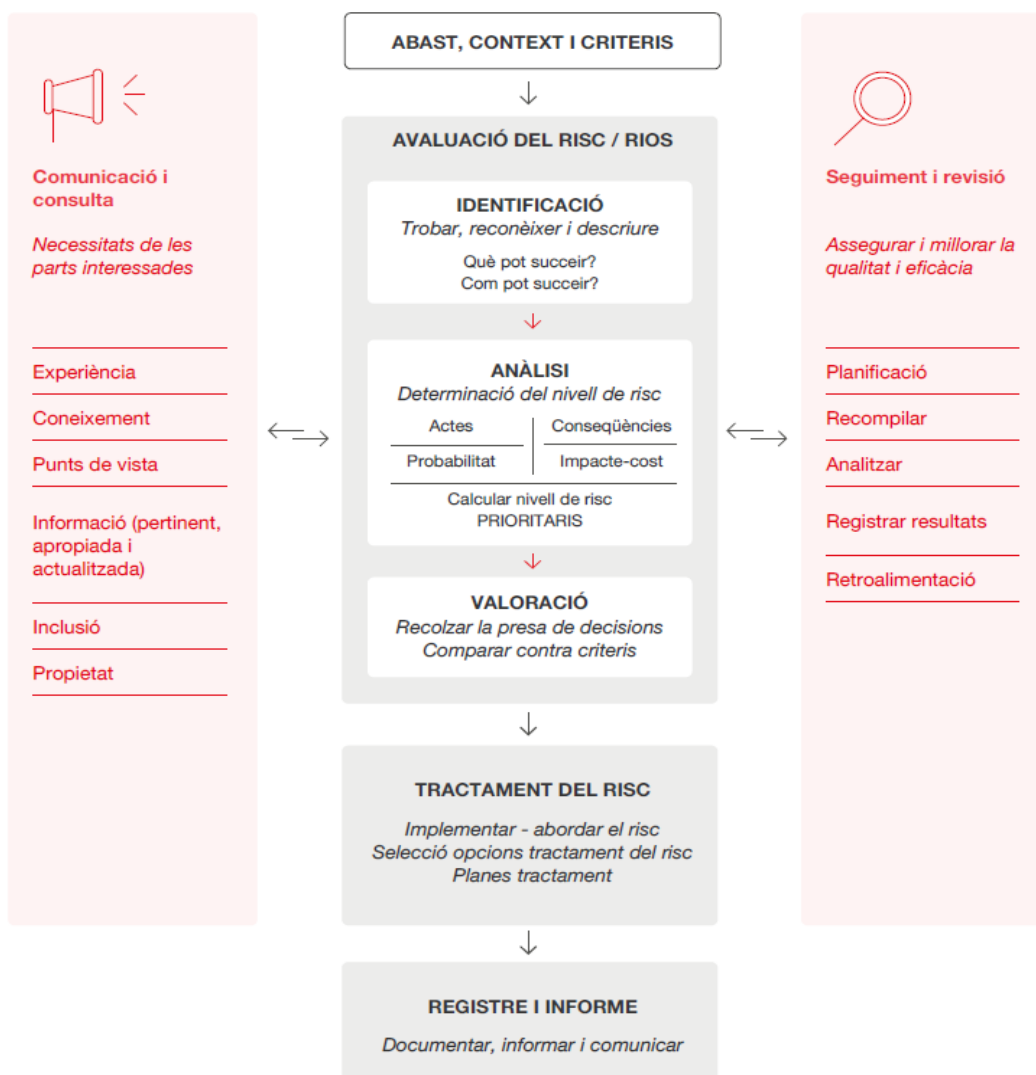 ABAST, CONTEXT I CRITERIS
Comunicació i
consulta
Necessitats de les
parts interessades
Experiència
Coneixement
Punts de vista
Informació (pertinent,
apropiada i
actualitzada)
Inclusió
Propietat
AVALUACIÓ DEL RISC / RIOS
IDENTIFICACIÓ
Trobar, reconèixer i descriure
Què pot succeir?
Com pot succeir?
ANÀLISI
Determinació del nivell de risc
Actes
Conseqüències
Probabilitat
Impacte-cost
Calcular nivell de risc
PRIORITARIS
VALORACIÓ
Recolzar la presa de decisions
Comparar contra criteris
TRACTAMENT DEL RISC
Implementar - abordar el risc
Selecció opcions tractament del risc
Planes tractament
REGISTRE I INFORME
Documentar, informar i comunicar
Seguiment i revisió
Assegurar i millorar la
qualitat i eficàcia
Planificació
Recompilar
Analitzar
Registrar resultats
Retroalimentació